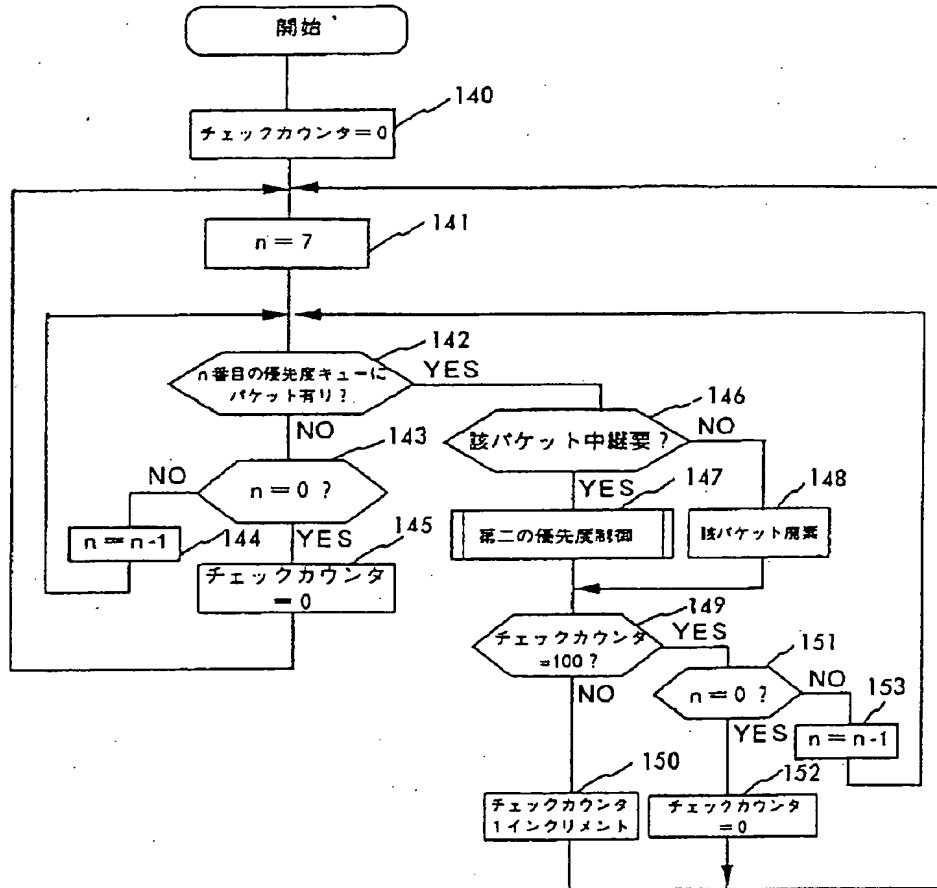 開始
140
チェックカウンタ=0
141
n=7
142
n番目の優先度キューに
パケット有り?
YES
146
NO
143
該パケット中継要?
NO
NO
n=0?
YES
147
148
n=n-1
144
YES
145
第二の優先度制御
該パケット廃棄
チェックカウンタ
=0
149
チェックカウンタ
=100?
YES
151
NO
n=0?
NO
153
YES
n=n-1
150
152
チェックカウンタ
1インクリメント
チェックカウンタ
=0